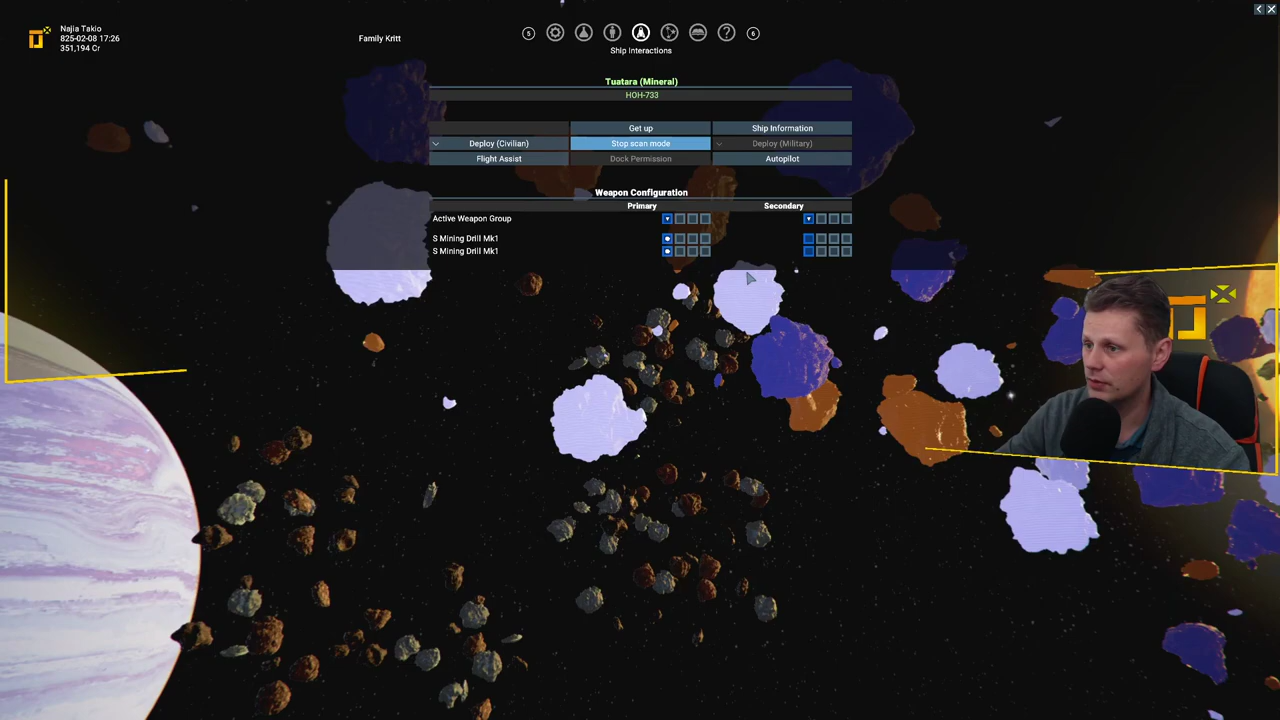 Najia Takio
825-02-08 17:26
351,194 Cr
Family Kritt
5
?
6
Ship Interactions
Tuatara (Mineral)
HOH-733
Get up
Ship Information
Deploy (Civilian)
Stop scan mode
Deploy (Military)
Flight Assist
Dock Permission
Autopilot
Weapon Configuration
Primary
Secondary
Active Weapon Group
S Mining Drill Mk1
S Mining Drill Mk1